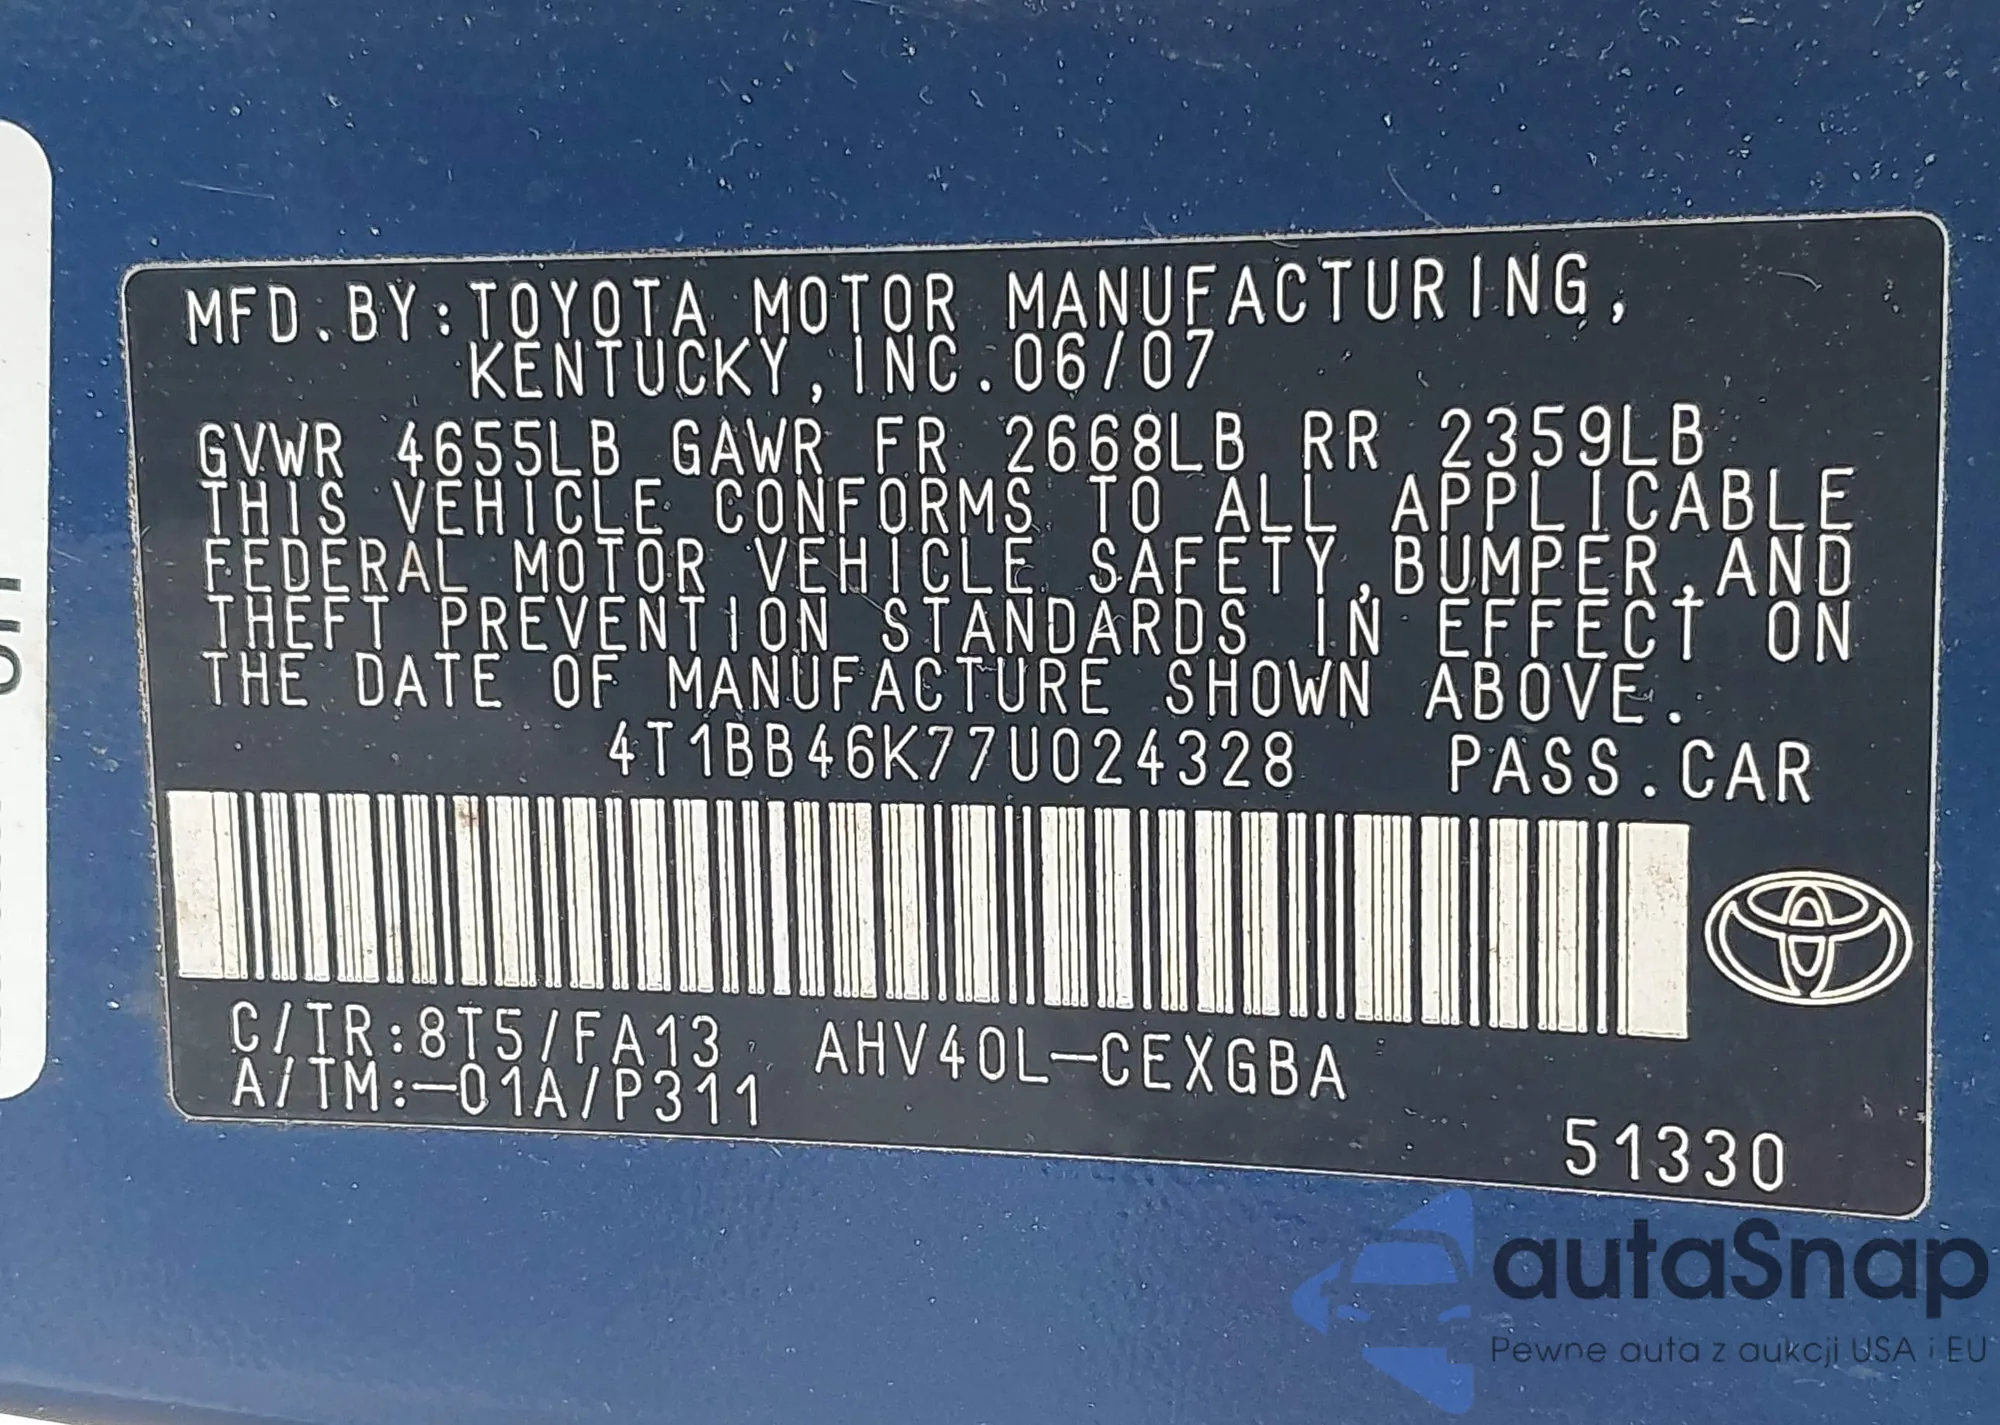 MFD.BY:TOYOTA MOTOR MANUFACTURING,
KENTUCKY,INC.06/07
GVWR 4655LB GAWR FR 2668LB RR 2359LB
THIS VEHICLE CONFORMS TO ALL APPLICABLE
FEDERAL MOTOR VEHICLE SAFETY,BUMPER,AND
THEFT PREVENTION STANDARDS IN EFFECT ON
THE DATE OF MANUFACTURE SHOWN ABOVE.
4T1BB46K77U024328 PASS.CAR
C/TR:8T5/FA13 AHV40L-CEXGBA
A/TM:-01A/P311
51330
autaSnap
Pewne auta z aukcji USA i EU